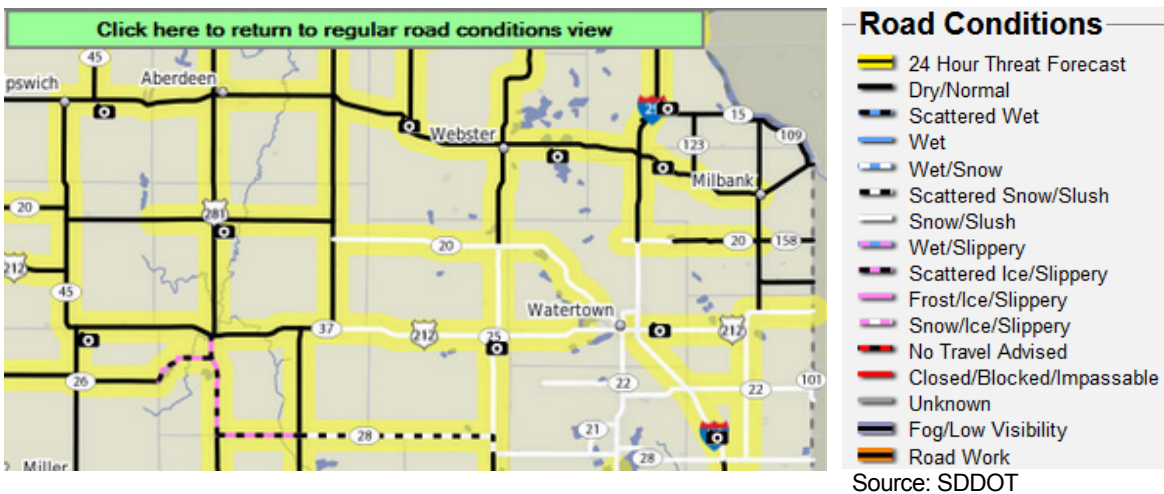 Click here to return to regular road conditions view
45
pswich
Aberdeen
Webster
29
15
109
123
Milbank
20
281
20
20
158
212
45
Watertown
37
212
25
212
26
22
22
101
28
21
28
Miller
Road Conditions
24 Hour Threat Forecast
Dry/Normal
Scattered Wet
Wet
Wet/Snow
Scattered Snow/Slush
Snow/Slush
Wet/Slippery
Scattered Ice/Slippery
Frost/Ice/Slippery
Snow/Ice/Slippery
No Travel Advised
Closed/Blocked/Impassable
Unknown
Fog/Low Visibility
Road Work
Source: SDDOT